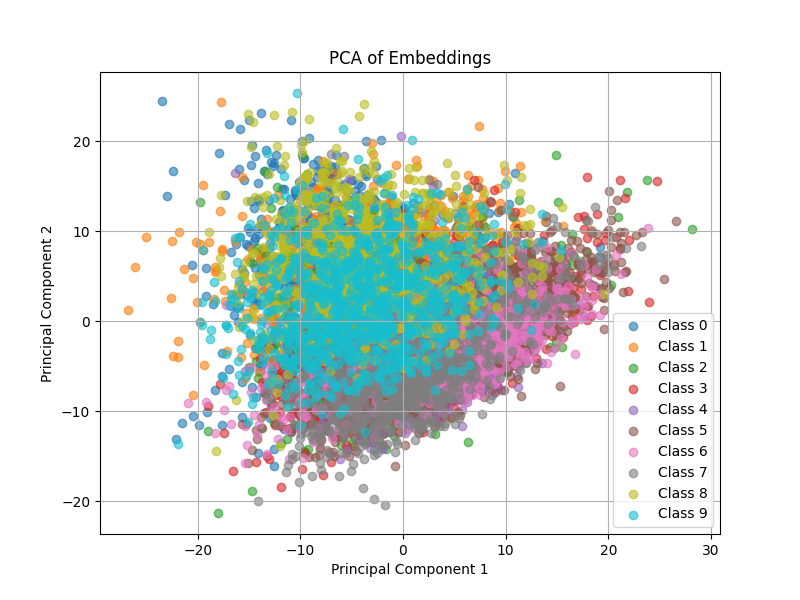 PCA of Embeddings
Principal Component 2
20
10
0
−10
−20
−20 −10 0 10 20 30
Principal Component 1
Class 0
Class 1
Class 2
Class 3
Class 4
Class 5
Class 6
Class 7
Class 8
Class 9